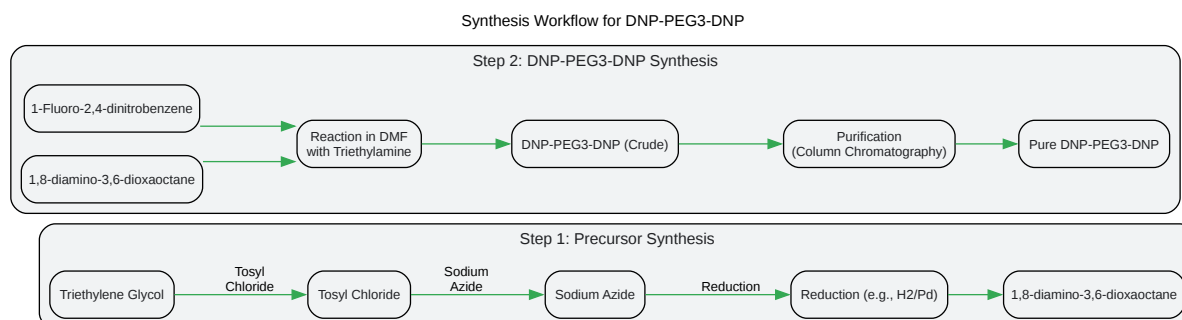 Synthesis Workflow for DNP-PEG3-DNP
Step 2: DNP-PEG3-DNP Synthesis
1-Fluoro-2,4-dinitrobenzene
1,8-diamino-3,6-dioxaoctane
Reaction in DMF
with Triethylamine
DNP-PEG3-DNP (Crude)
Purification
(Column Chromatography)
Pure DNP-PEG3-DNP
Step 1: Precursor Synthesis
Triethylene Glycol
Tosyl
Chloride
Tosyl Chloride
Sodium
Azide
Sodium Azide
Reduction
Reduction (e.g., H2/Pd)
1,8-diamino-3,6-dioxaoctane